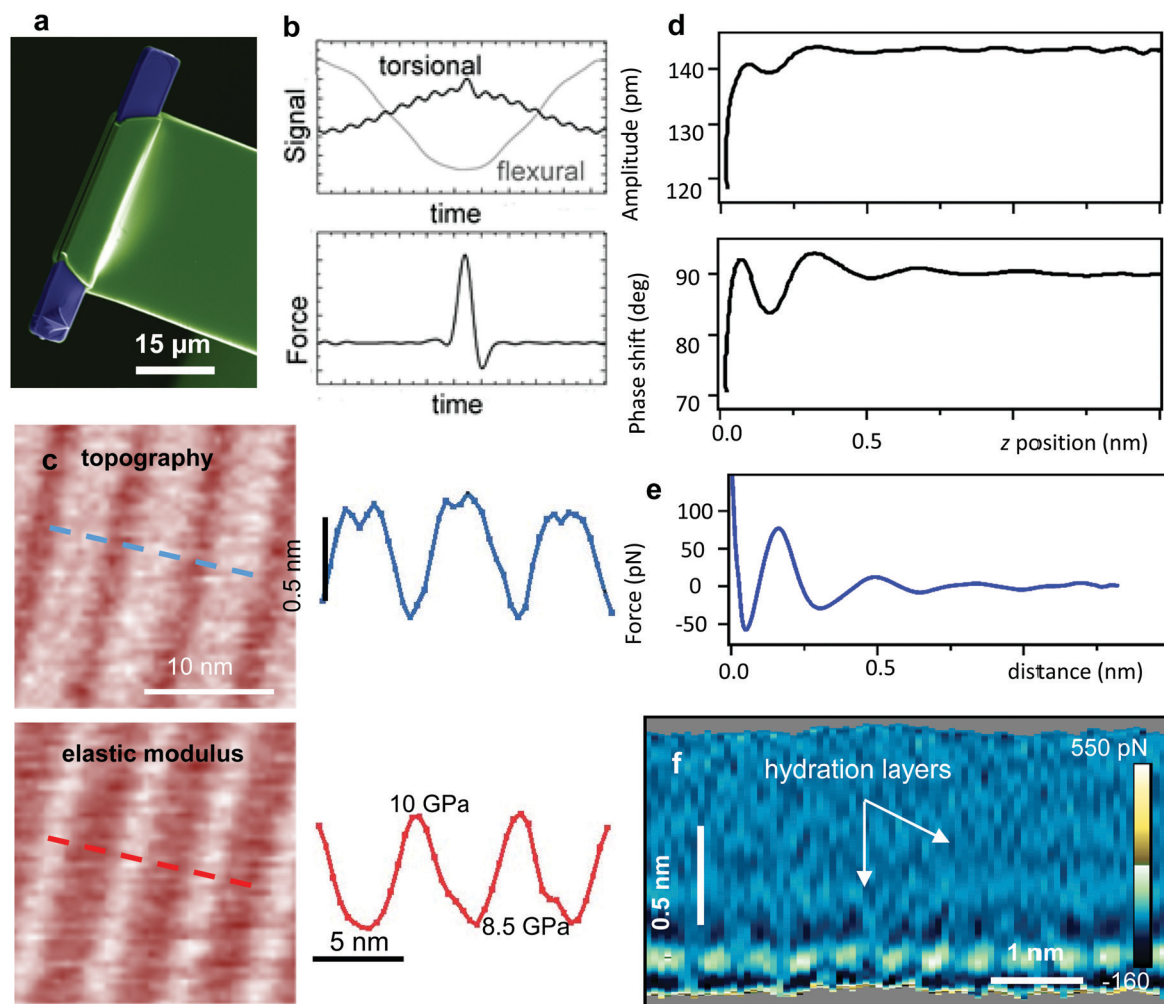 a
15 µm
b
torsional
flexural
Signal
time
Force
time
c
topography
10 nm
0.5 nm
elastic modulus
10 GPa
8.5 GPa
5 nm
d
Amplitude (pm)
140
130
120
Phase shift (deg)
90
80
70
0.0
0.5
z position (nm)
e
Force (pN)
100
50
0
-50
0.0
0.5
distance (nm)
f
hydration layers
550 pN
0.5 nm
1 nm
-160